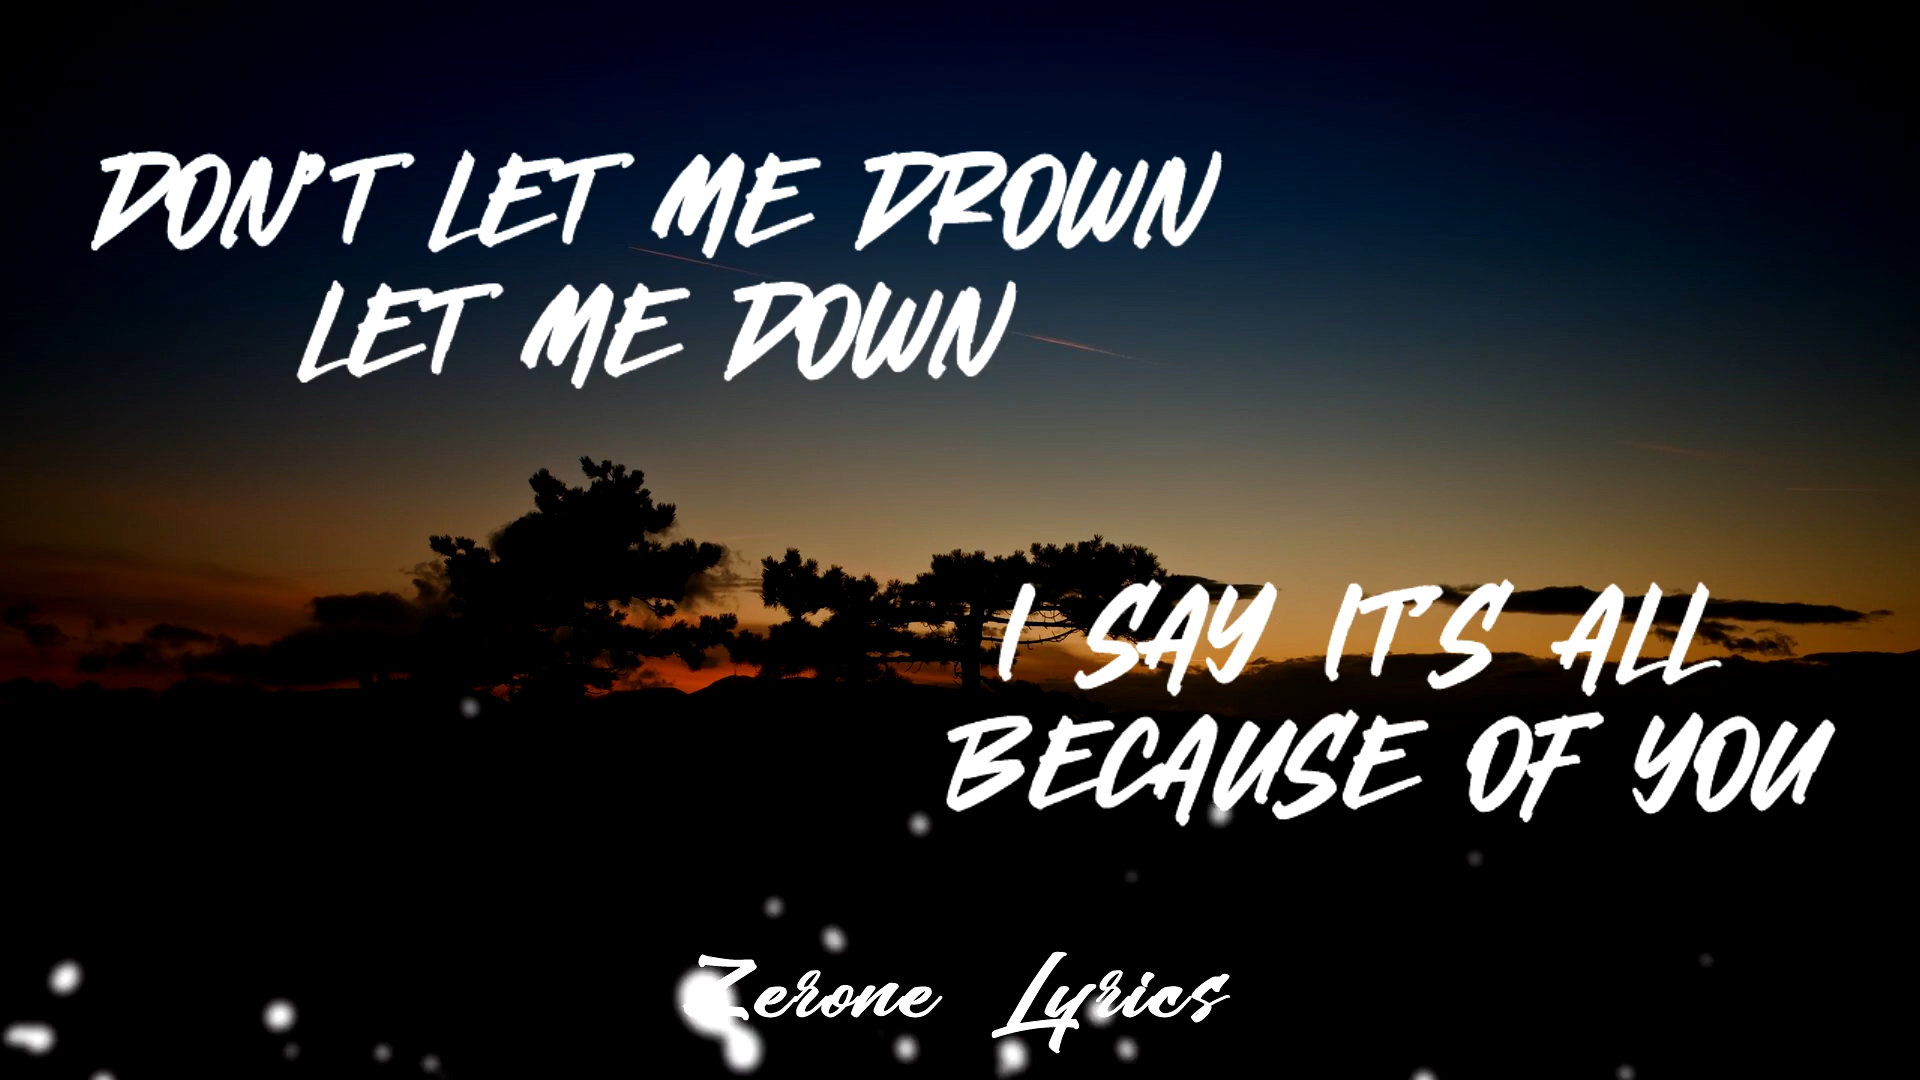 DON'T LET ME DROWN
LET ME DOWN
I SAY IT'S ALL
BECAUSE OF YOU
Zerone Lyrics